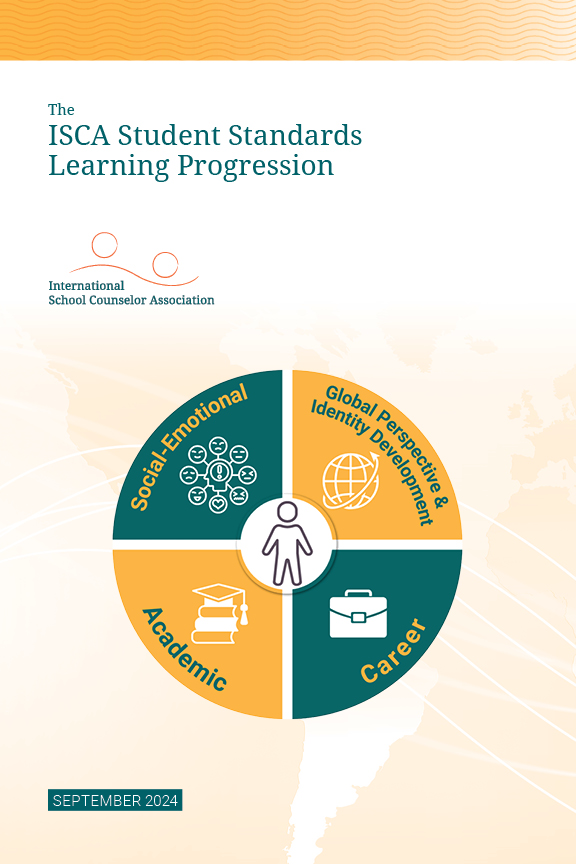 The
ISCA Student Standards
Learning Progression
International
School Counselor Association
Social-Emotional
Global Perspective &
Identity Development
Academic
Career
SEPTEMBER 2024